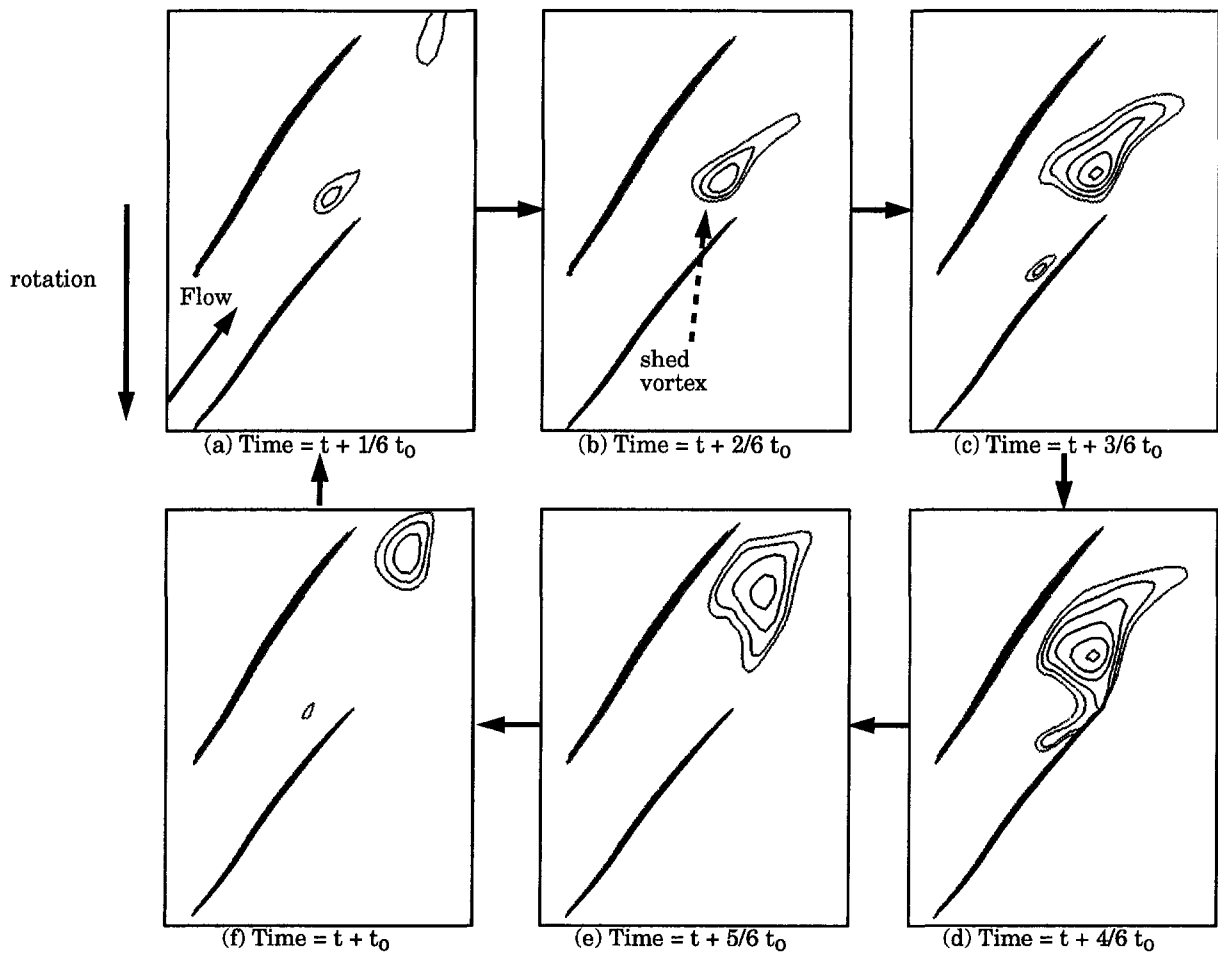 rotation
Flow
shed
vortex
(a) Time = t + 1/6 t₀
(b) Time = t + 2/6 t₀
(c) Time = t + 3/6 t₀
(f) Time = t + t₀
(e) Time = t + 5/6 t₀
(d) Time = t + 4/6 t₀